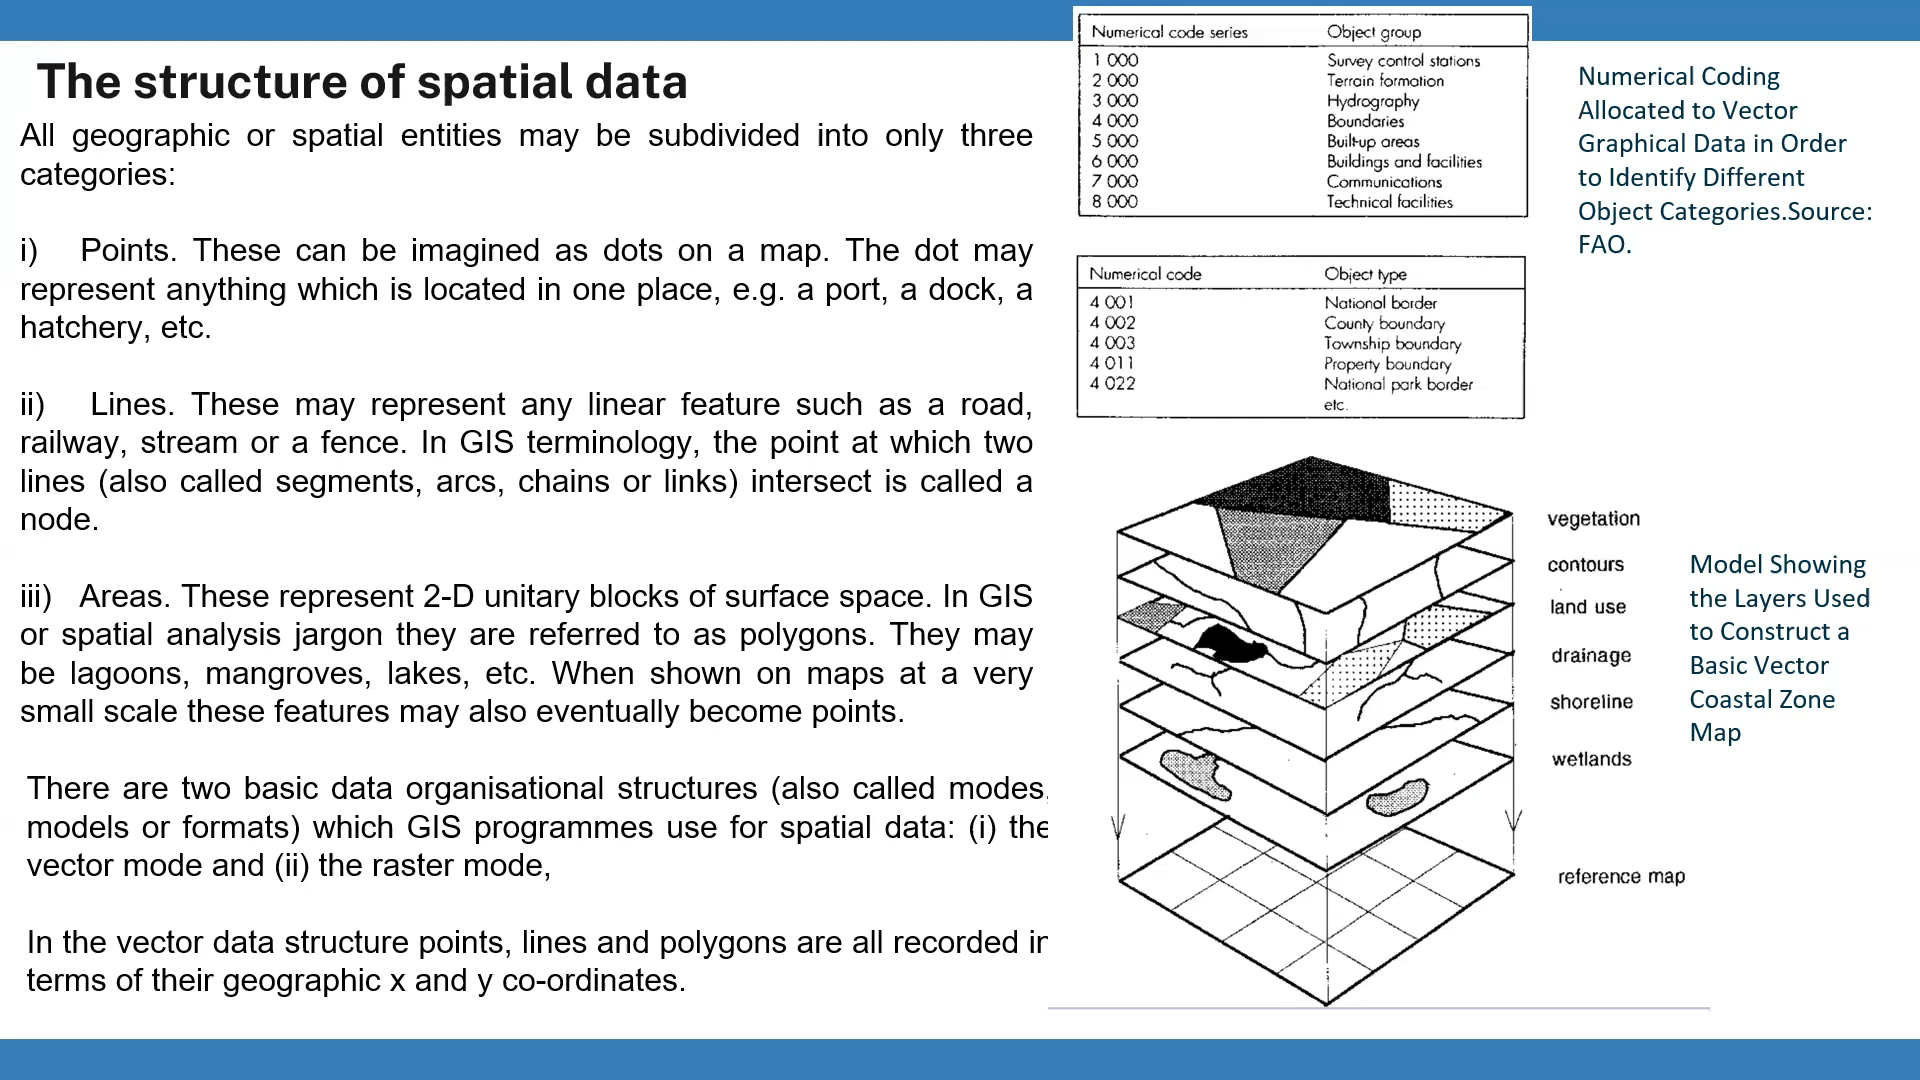 The structure of spatial data
All geographic or spatial entities may be subdivided into only three
categories:
i) Points. These can be imagined as dots on a map. The dot may
represent anything which is located in one place, e.g. a port, a dock, a
hatchery, etc.
ii) Lines. These may represent any linear feature such as a road,
railway, stream or a fence. In GIS terminology, the point at which two
lines (also called segments, arcs, chains or links) intersect is called a
node.
iii) Areas. These represent 2-D unitary blocks of surface space. In GIS
or spatial analysis jargon they are referred to as polygons. They may
be lagoons, mangroves, lakes, etc. When shown on maps at a very
small scale these features may also eventually become points.
There are two basic data organisational structures (also called modes,
models or formats) which GIS programmes use for spatial data: (i) the
vector mode and (ii) the raster mode,
In the vector data structure points, lines and polygons are all recorded in
terms of their geographic x and y co-ordinates.
Numerical code series Object group
1 000 Survey control stations
2 000 Terrain formation
3 000 Hydrography
4 000 Boundaries
5 000 Built-up areas
6 000 Buildings and facilities
7 000 Communications
8 000 Technical facilities
Numerical code Object type
4 001 National border
4 002 County boundary
4 003 Township boundary
4 011 Property boundary
4 022 National park border
etc.
Numerical Coding
Allocated to Vector
Graphical Data in Order
to Identify Different
Object Categories.Source:
FAO.
vegetation
contours
land use
drainage
shoreline
wetlands
reference map
Model Showing
the Layers Used
to Construct a
Basic Vector
Coastal Zone
Map